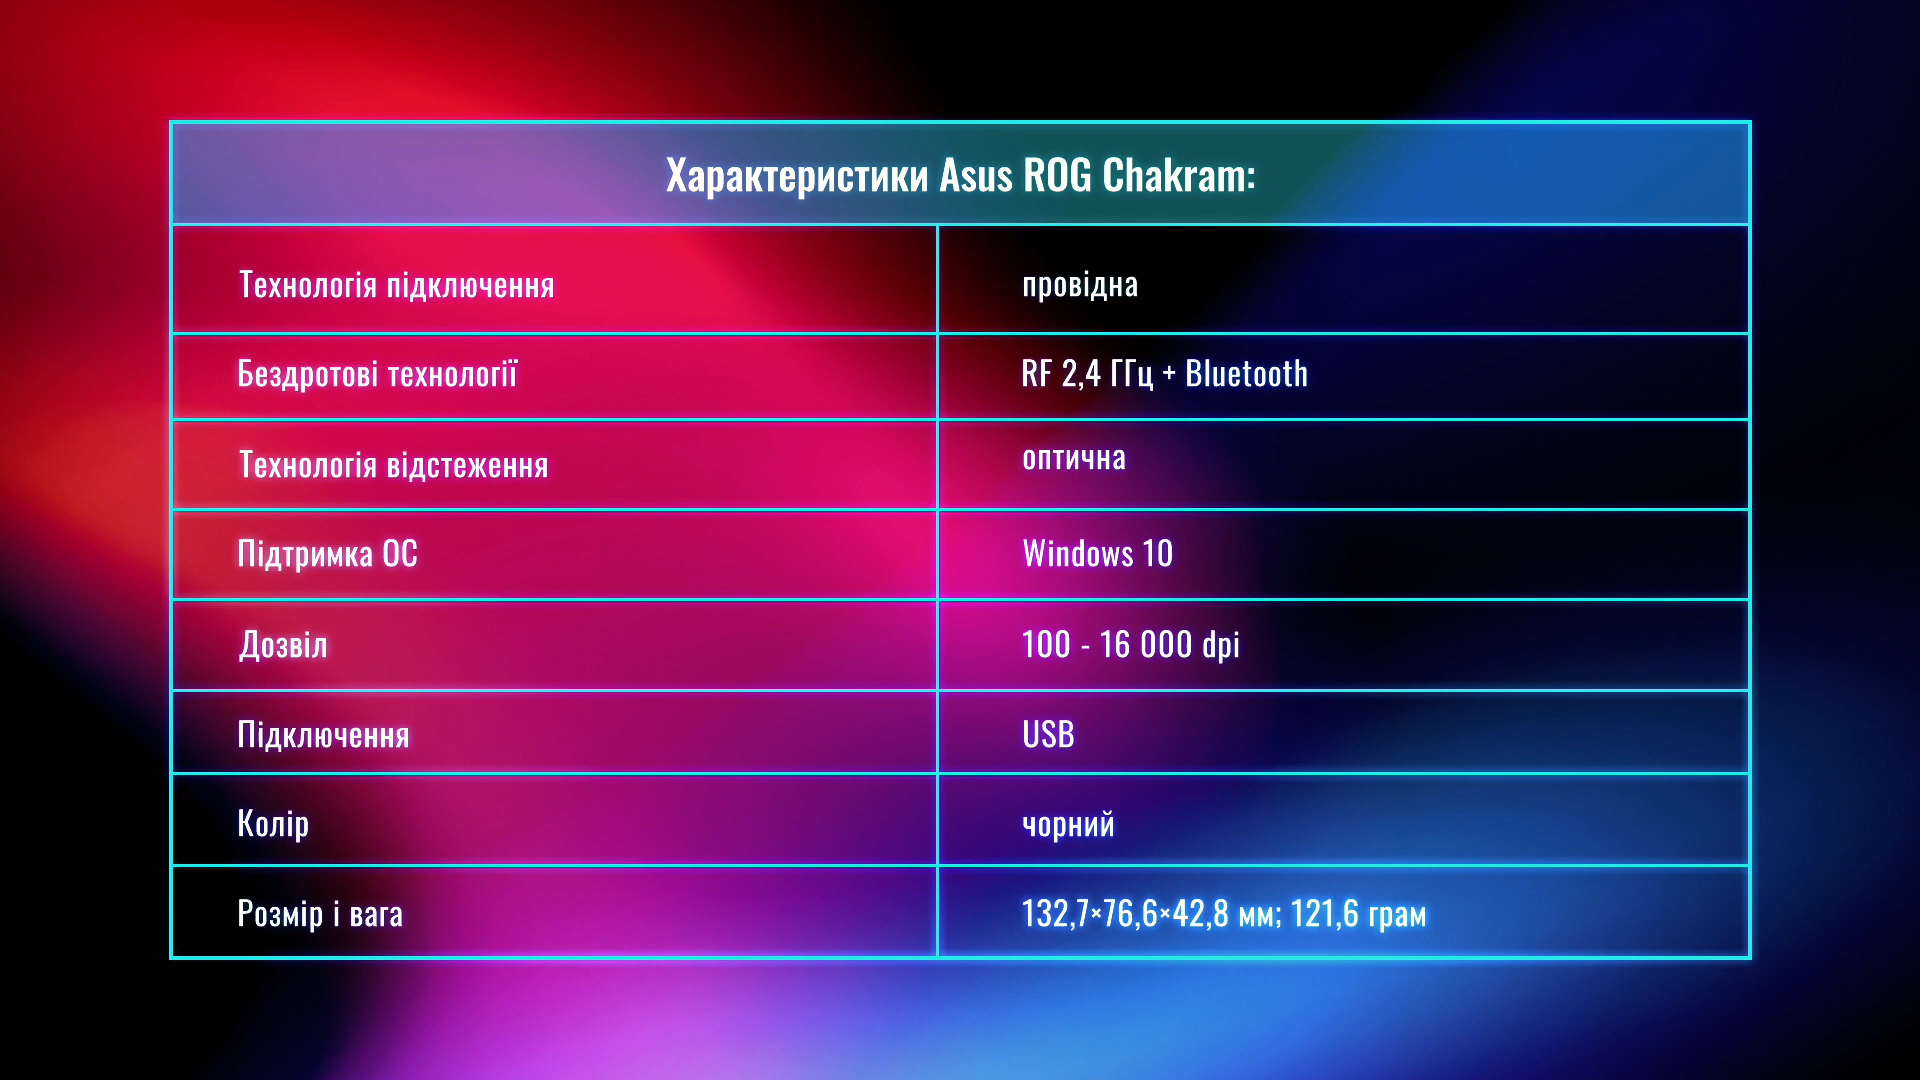 Характеристики Asus ROG Chakram:
Технологія підключення
провідна
Бездротові технології
RF 2,4 ГГц + Bluetooth
Технологія відстеження
оптична
Підтримка ОС
Windows 10
Дозвіл
100 - 16 000 dpi
Підключення
USB
Колір
чорний
Розмір і вага
132,7×76,6×42,8 мм; 121,6 грам